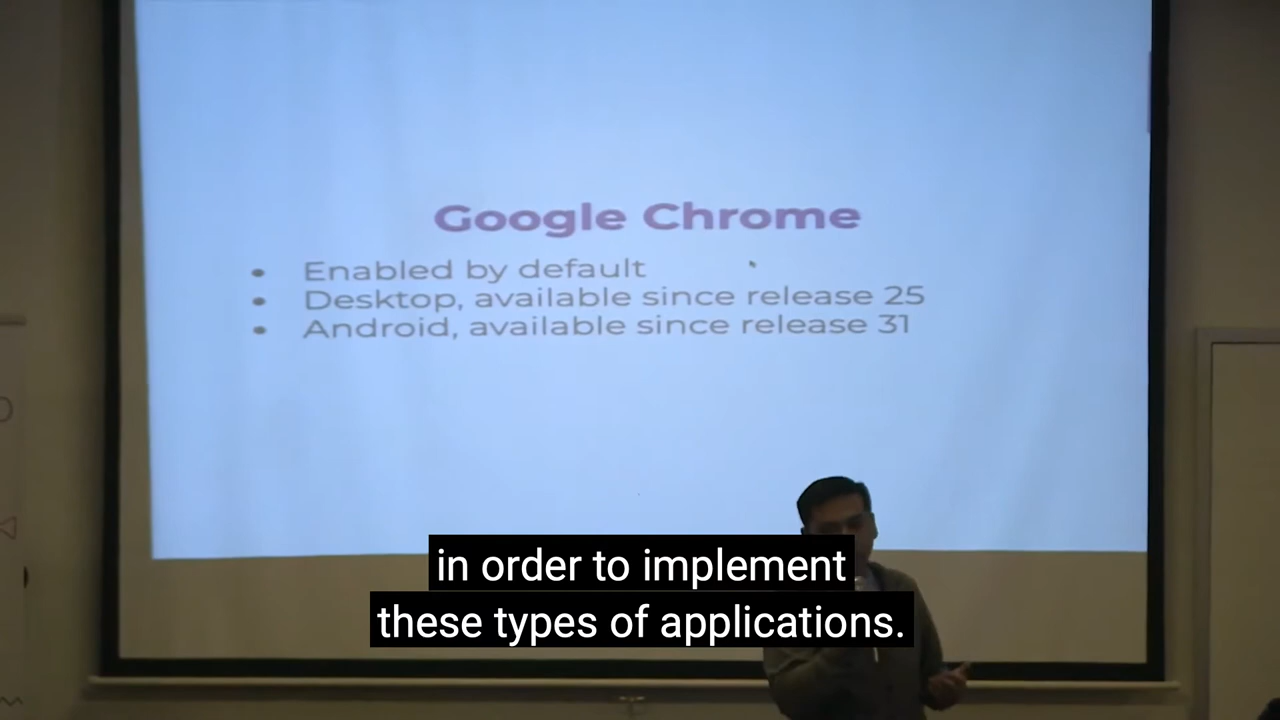 Google Chrome
• Enabled by default
• Desktop, available since release 25
• Android, available since release 31
in order to implement
these types of applications.